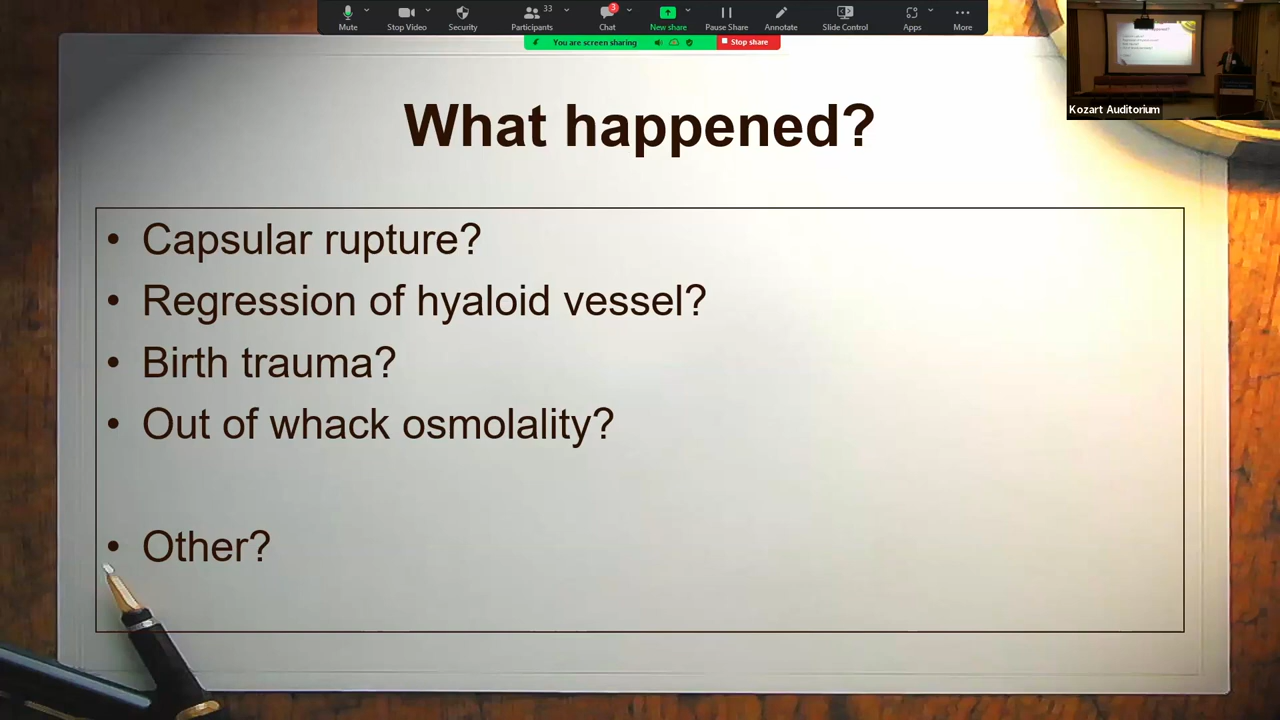 33
3
Mute
Stop Video
Security
Participants
Chat
New share
Pause Share
Annotate
Slide Control
Apps
More
You are screen sharing
Stop share
Kozart Auditorium
What happened?
• Capsular rupture?
• Regression of hyaloid vessel?
• Birth trauma?
• Out of whack osmolality?
• Other?